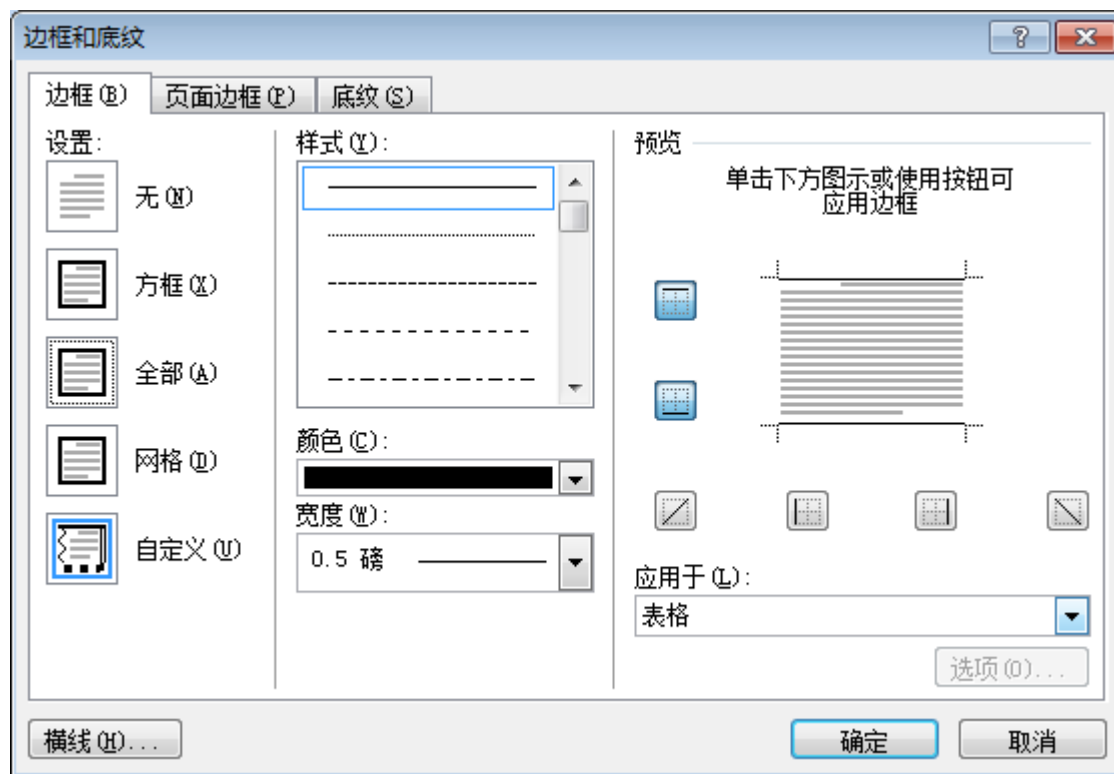 边框和底纹
边框(B)
页面边框(P)
底纹(S)
设置:
无(N)
方框(X)
全部(A)
网格(D)
自定义(U)
样式(Y):
颜色(C):
宽度(W):
0.5 磅
预览
单击下方图示或使用按钮可
应用边框
应用于(L):
表格
选项(O)...
横线(H)...
确定
取消